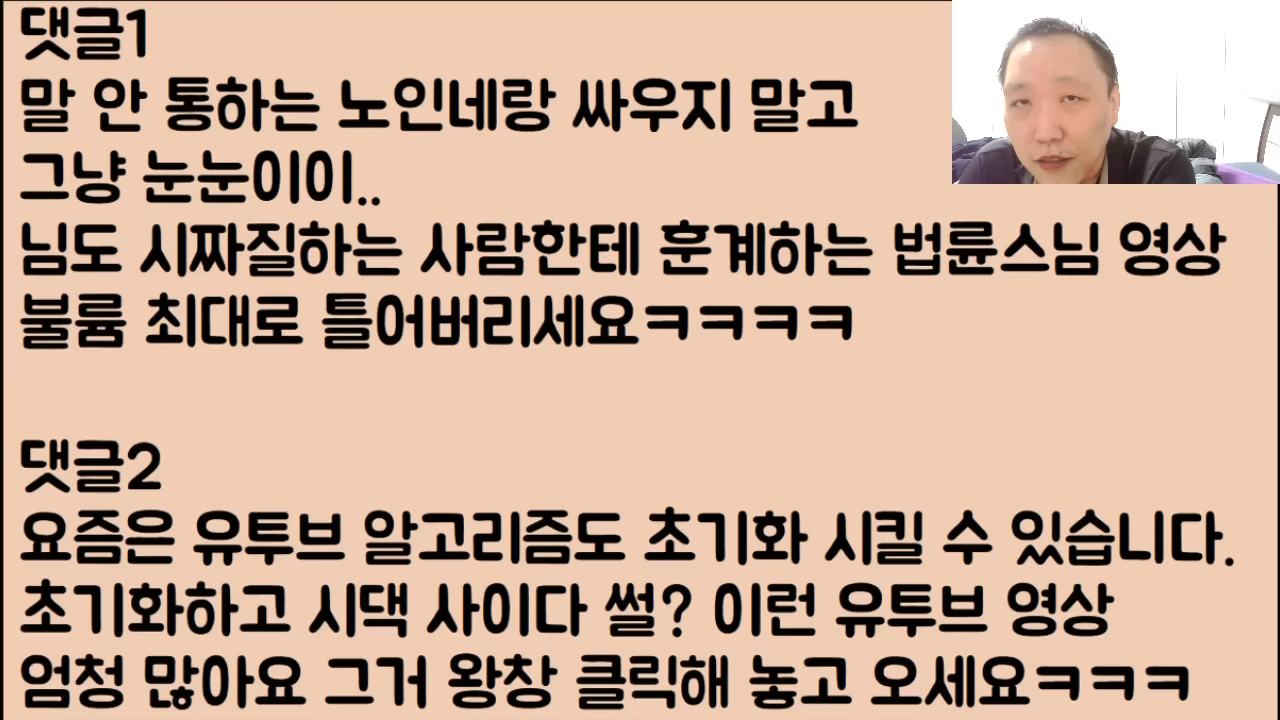 댓글1
말 안 통하는 노인네랑 싸우지 말고
그냥 눈눈이이..
님도 시짜질하는 사람한테 훈계하는 법륜스님 영상
불륨 최대로 틀어버리세요ㅋㅋㅋㅋ
댓글2
요즘은 유투브 알고리즘도 초기화 시킬 수 있습니다.
초기화하고 시댁 사이다 썰? 이런 유투브 영상
엄청 많아요 그거 왕창 클릭해 놓고 오세요ㅋㅋㅋ